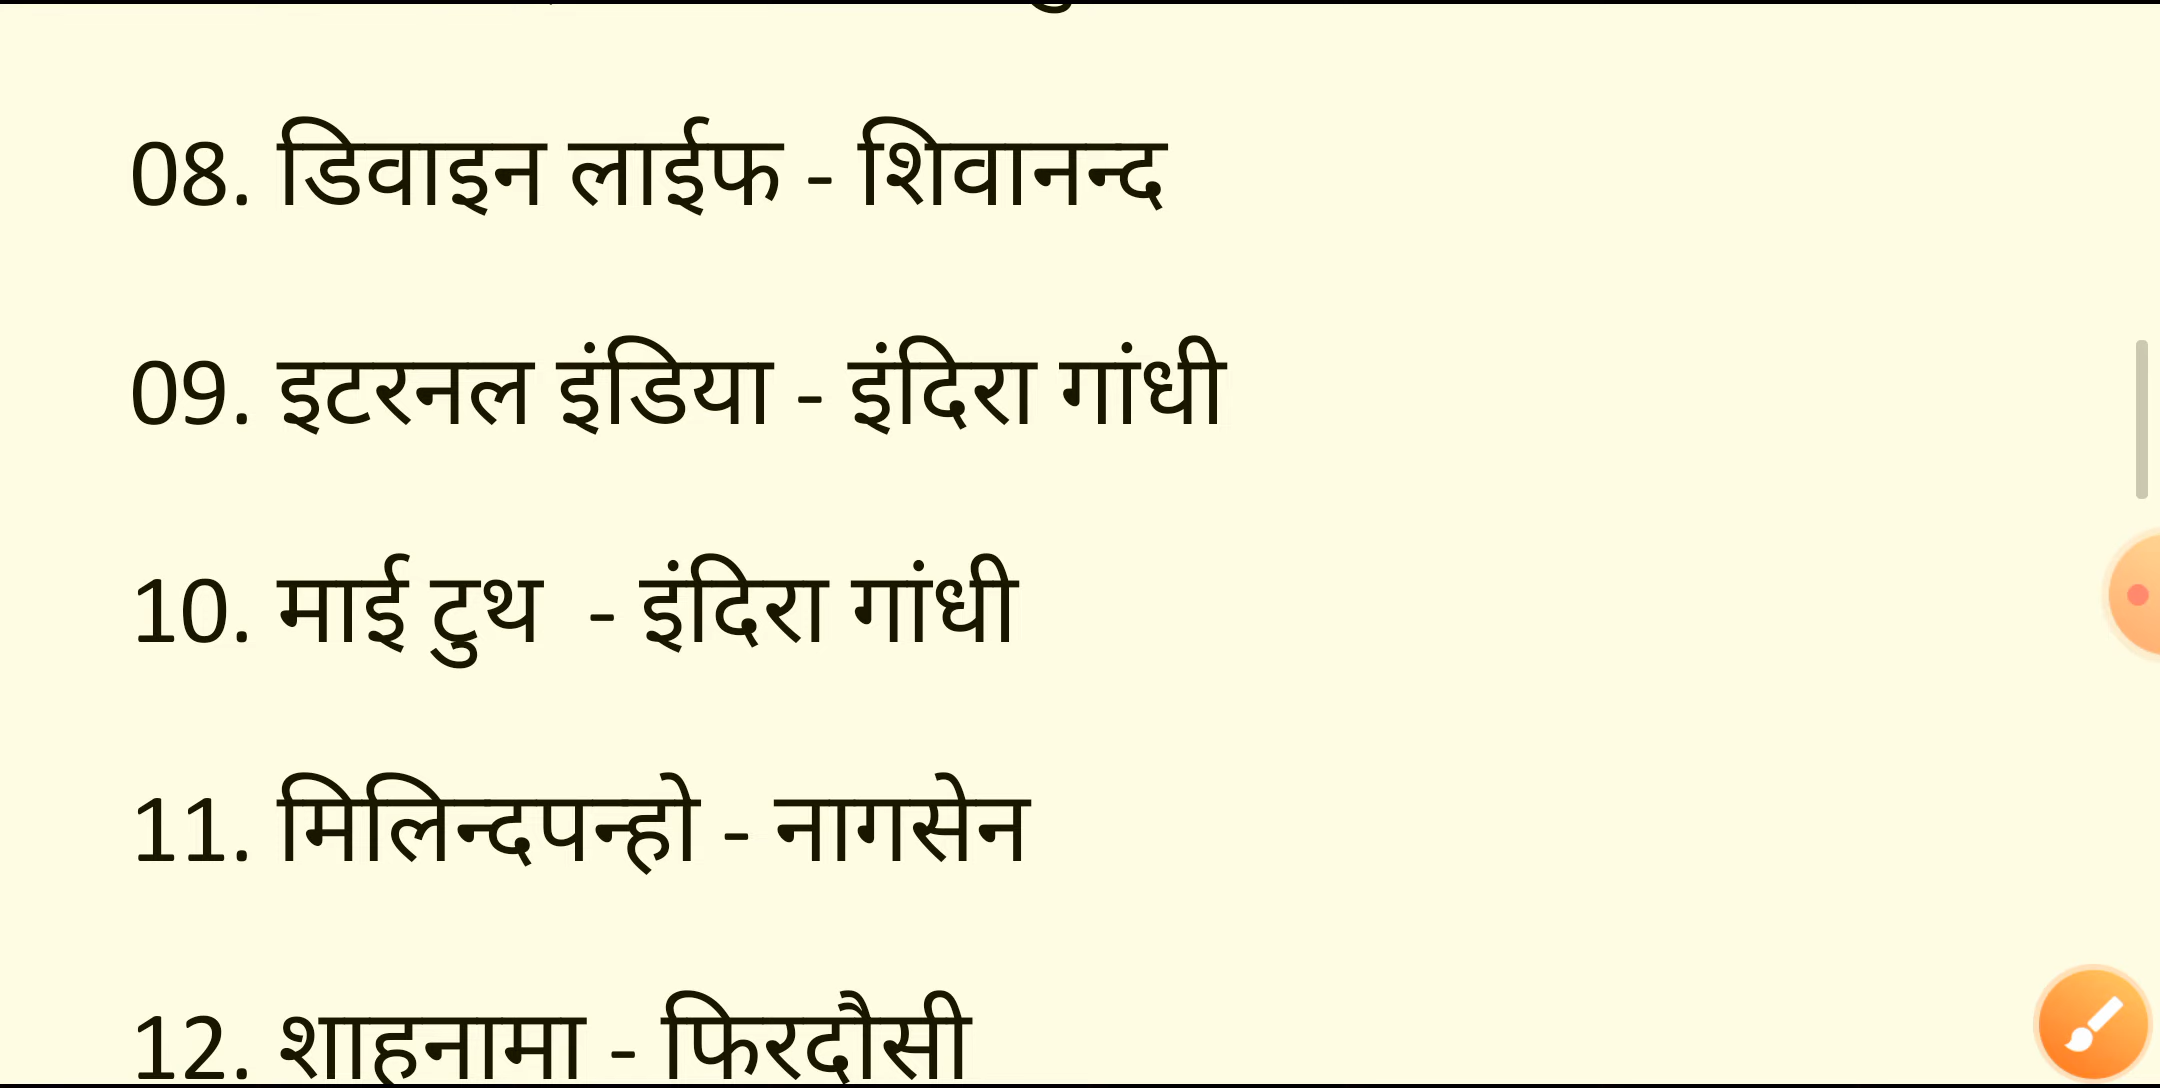 08. डिवाइन लाईफ - शिवानन्द
09. इटरनल इंडिया - इंदिरा गांधी
10. माई टुथ - इंदिरा गांधी
11. मिलिन्दपन्हो - नागसेन
12. शाहनामा - फिरदौसी